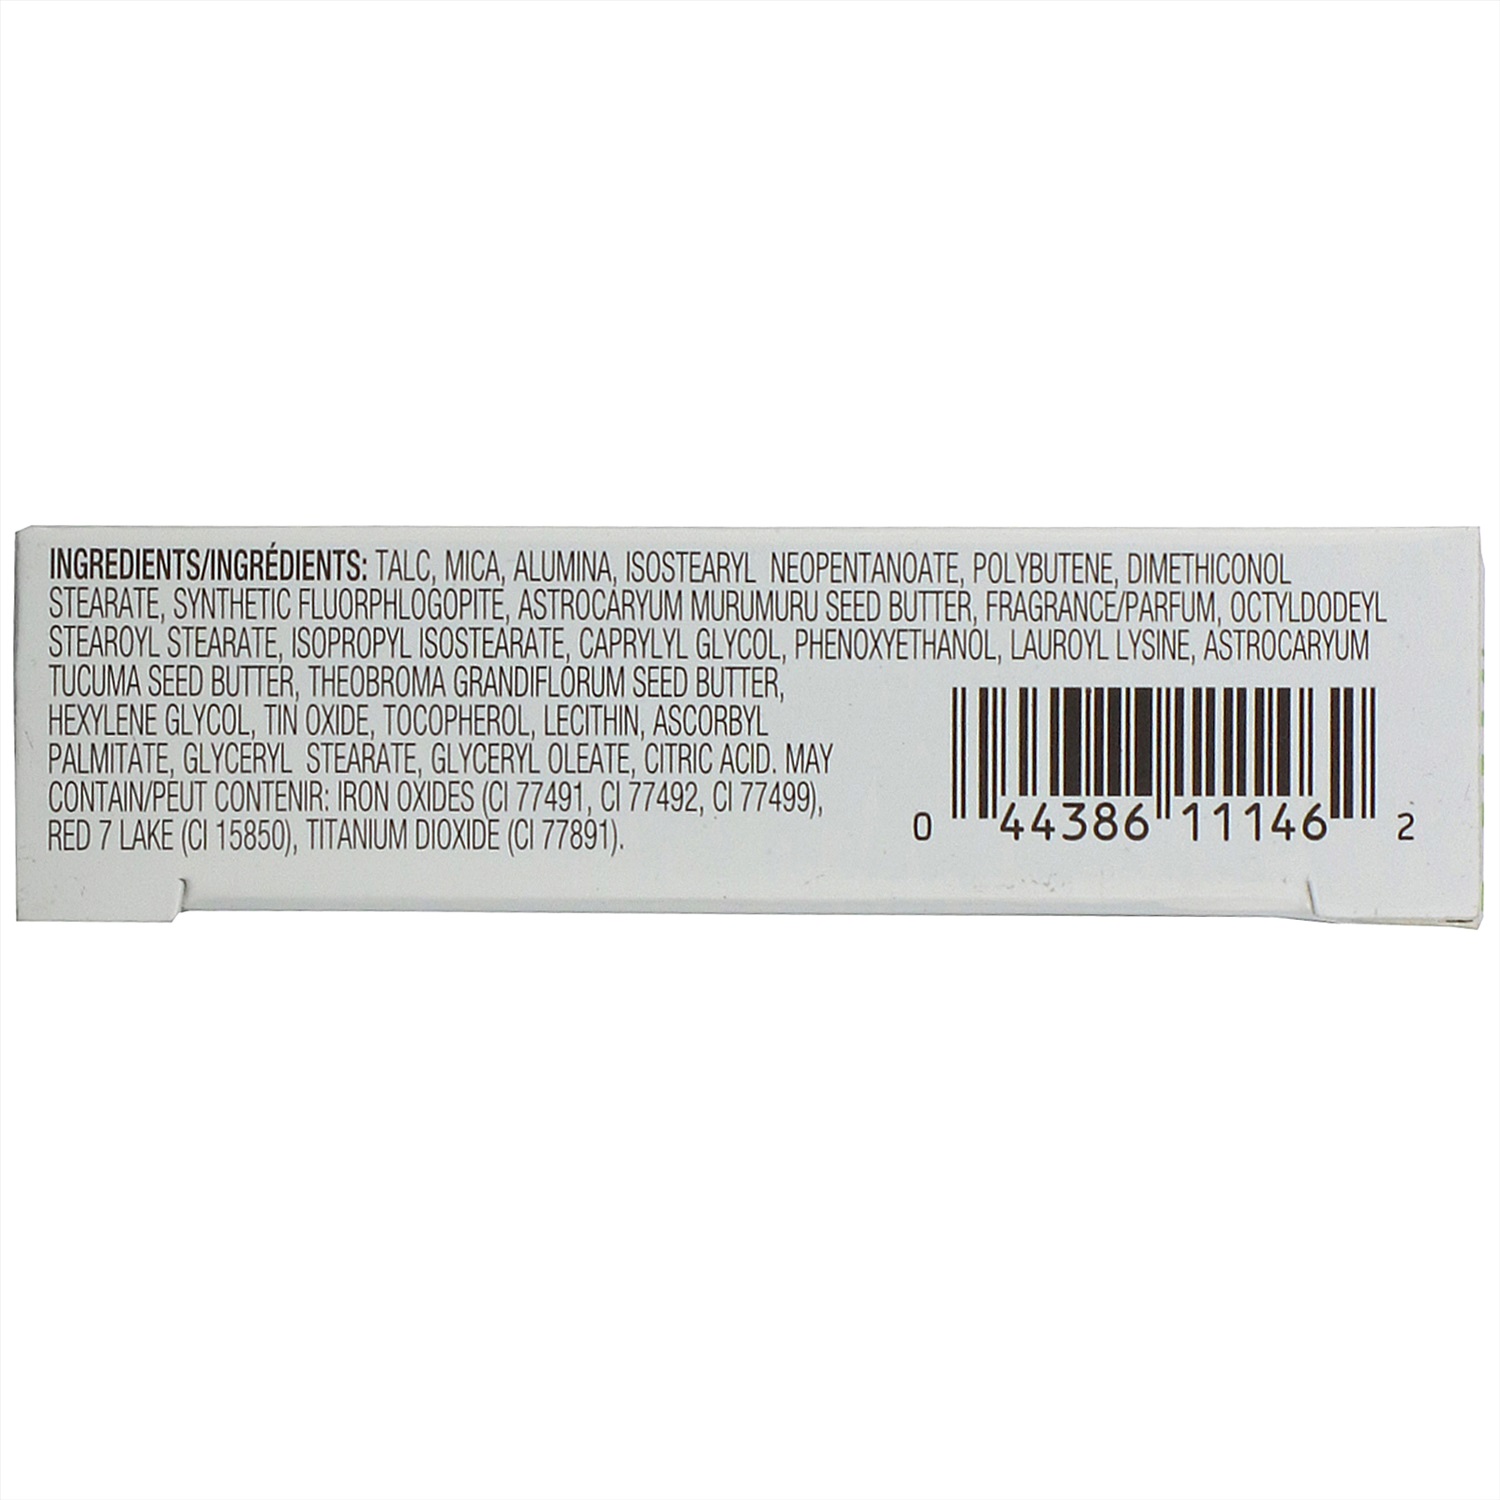 INGREDIENTS/INGRÉDIENTS: TALC, MICA, ALUMINA, ISOSTEARYL NEOPENTANOATE, POLYBUTENE, DIMETHICONOL
STEARATE, SYNTHETIC FLUORPHLOGOPITE, ASTROCARYUM MURUMURU SEED BUTTER, FRAGRANCE/PARFUM, OCTYLDODEYL
STEAROYL STEARATE, ISOPROPYL ISOSTEARATE, CAPRYLYL GLYCOL, PHENOXYETHANOL, LAUROYL LYSINE, ASTROCARYUM
TUCUMA SEED BUTTER, THEOBROMA GRANDIFLORUM SEED BUTTER,
HEXYLENE GLYCOL, TIN OXIDE, TOCOPHEROL, LECITHIN, ASCORBYL
PALMITATE, GLYCERYL STEARATE, GLYCERYL OLEATE, CITRIC ACID. MAY
CONTAIN/PEUT CONTENIR: IRON OXIDES (CI 77491, CI 77492, CI 77499),
RED 7 LAKE (CI 15850), TITANIUM DIOXIDE (CI 77891).
0 44386 11146 2